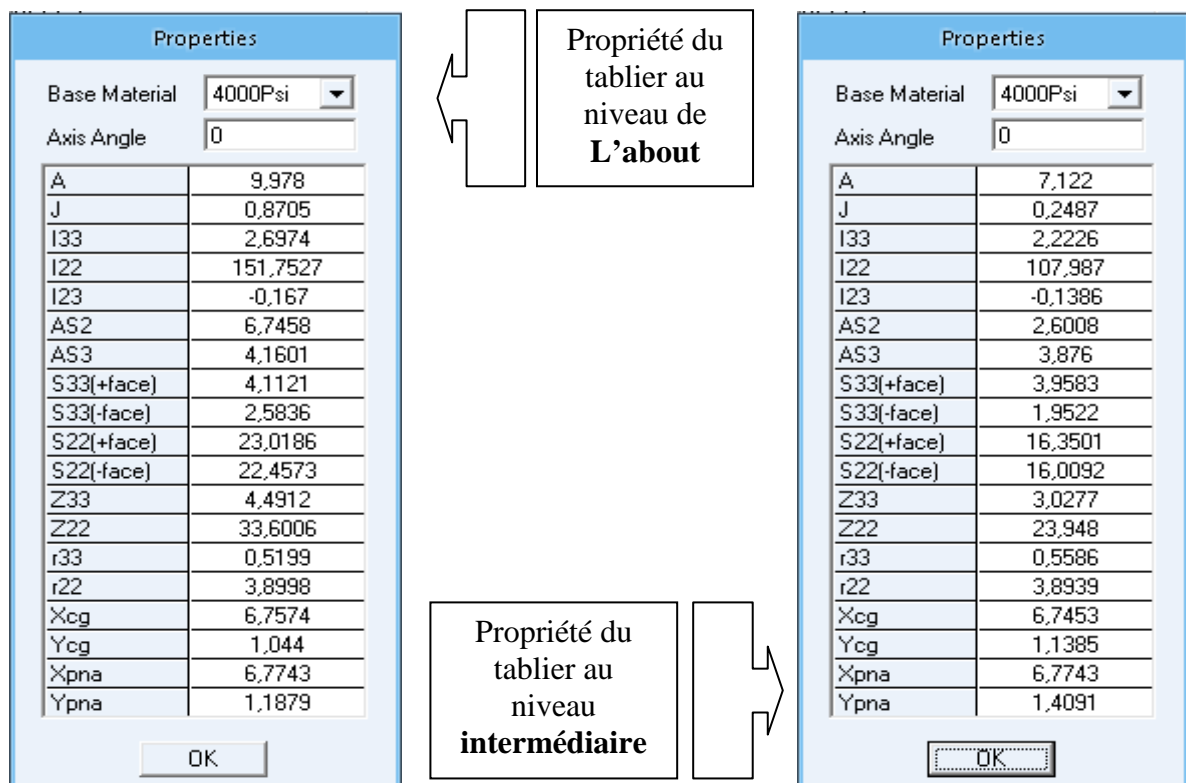 Properties
Base Material 4000Psi
Axis Angle 0
A 9,978
J 0,8705
I33 2,6974
I22 151,7527
I23 -0,167
AS2 6,7458
AS3 4,1601
S33(+face) 4,1121
S33(-face) 2,5836
S22(+face) 23,0186
S22(-face) 22,4573
Z33 4,4912
Z22 33,6006
r33 0,5199
r22 3,8998
Xcg 6,7574
Ycg 1,044
Xpna 6,7743
Ypna 1,1879
OK
Propriété du
tablier au
niveau de
L'about
Propriété du
tablier au
niveau
intermédiaire
Properties
Base Material 4000Psi
Axis Angle 0
A 7,122
J 0,2487
I33 2,2226
I22 107,987
I23 -0,1386
AS2 2,6008
AS3 3,876
S33(+face) 3,9583
S33(-face) 1,9522
S22(+face) 16,3501
S22(-face) 16,0092
Z33 3,0277
Z22 23,948
r33 0,5586
r22 3,8939
Xcg 6,7453
Ycg 1,1385
Xpna 6,7743
Ypna 1,4091
OK